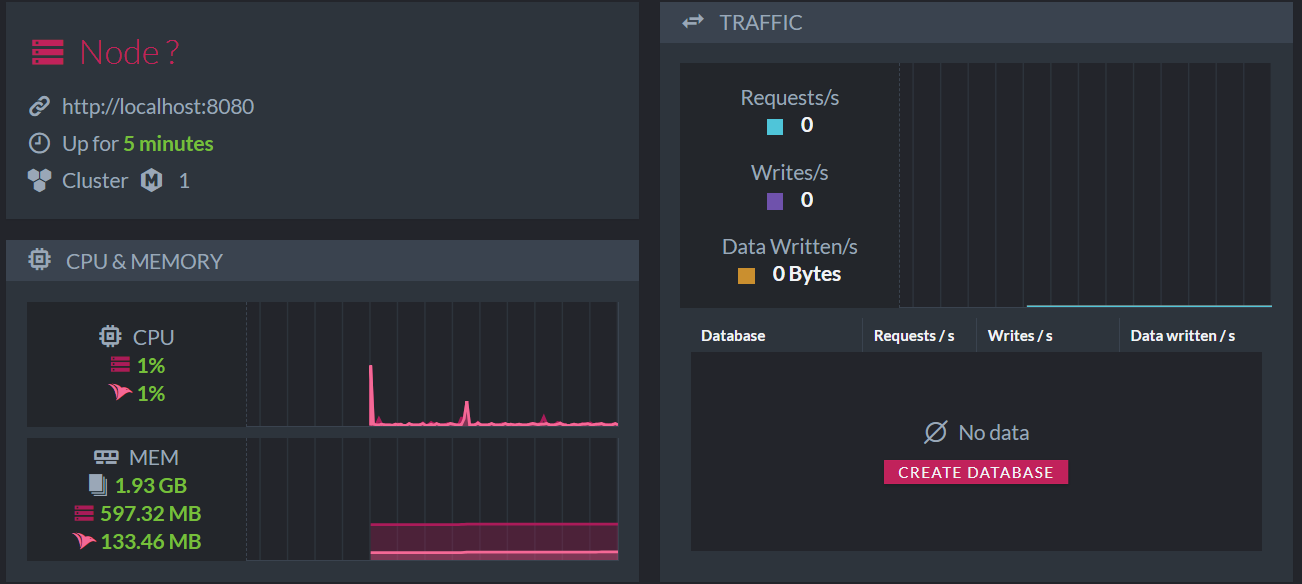 Node ?
http://localhost:8080
Up for 5 minutes
Cluster M 1
CPU & MEMORY
CPU
1%
1%
MEM
1.93 GB
597.32 MB
133.46 MB
TRAFFIC
Requests/s
0
Writes/s
0
Data Written/s
0 Bytes
Database Requests / s Writes / s Data written / s
No data
CREATE DATABASE